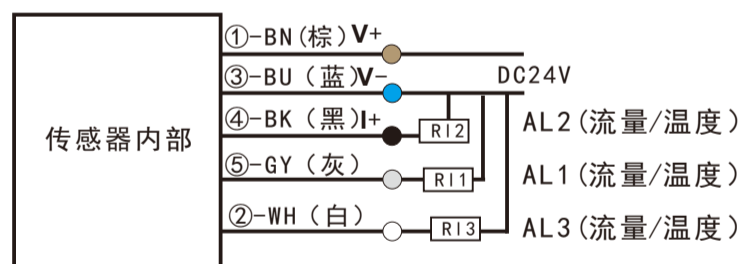 ①-BN(棕)V+
③-BU(蓝)V-
DC24V
④-BK(黑)I+
RI2
AL2(流量/温度)
传感器内部
⑤-GY(灰)
RI1
AL1(流量/温度)
②-WH(白)
RI3
AL3(流量/温度)